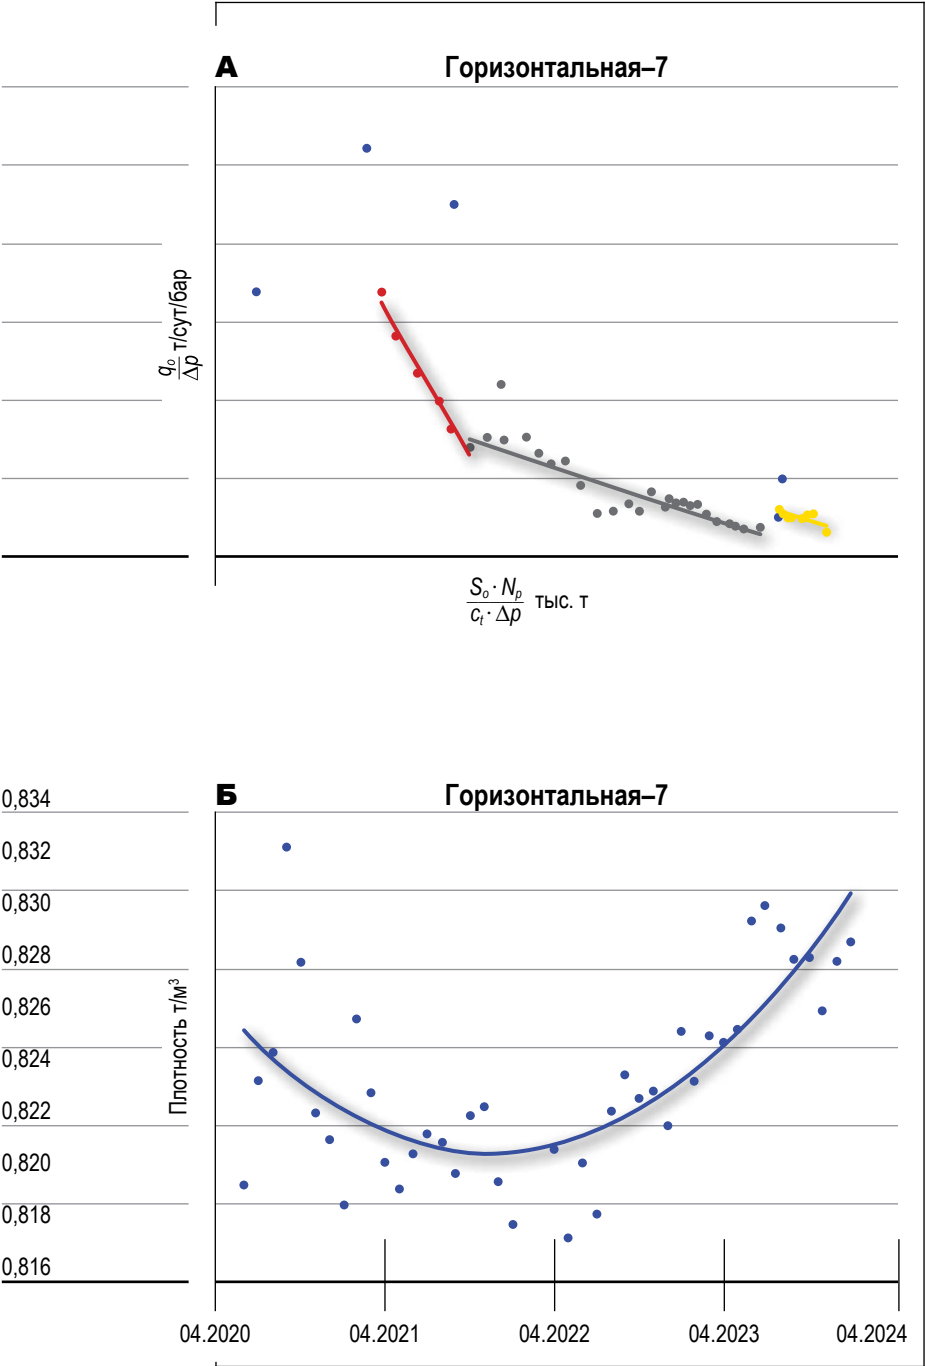 А
Горизонтальная–7
qₒ/Δp т/сут/бар
Sₒ · Nₚ
cₜ · Δp
тыс. т
Б
Горизонтальная–7
Плотность т/м³
0,834
0,832
0,830
0,828
0,826
0,824
0,822
0,820
0,818
0,816
04.2020 04.2021 04.2022 04.2023 04.2024